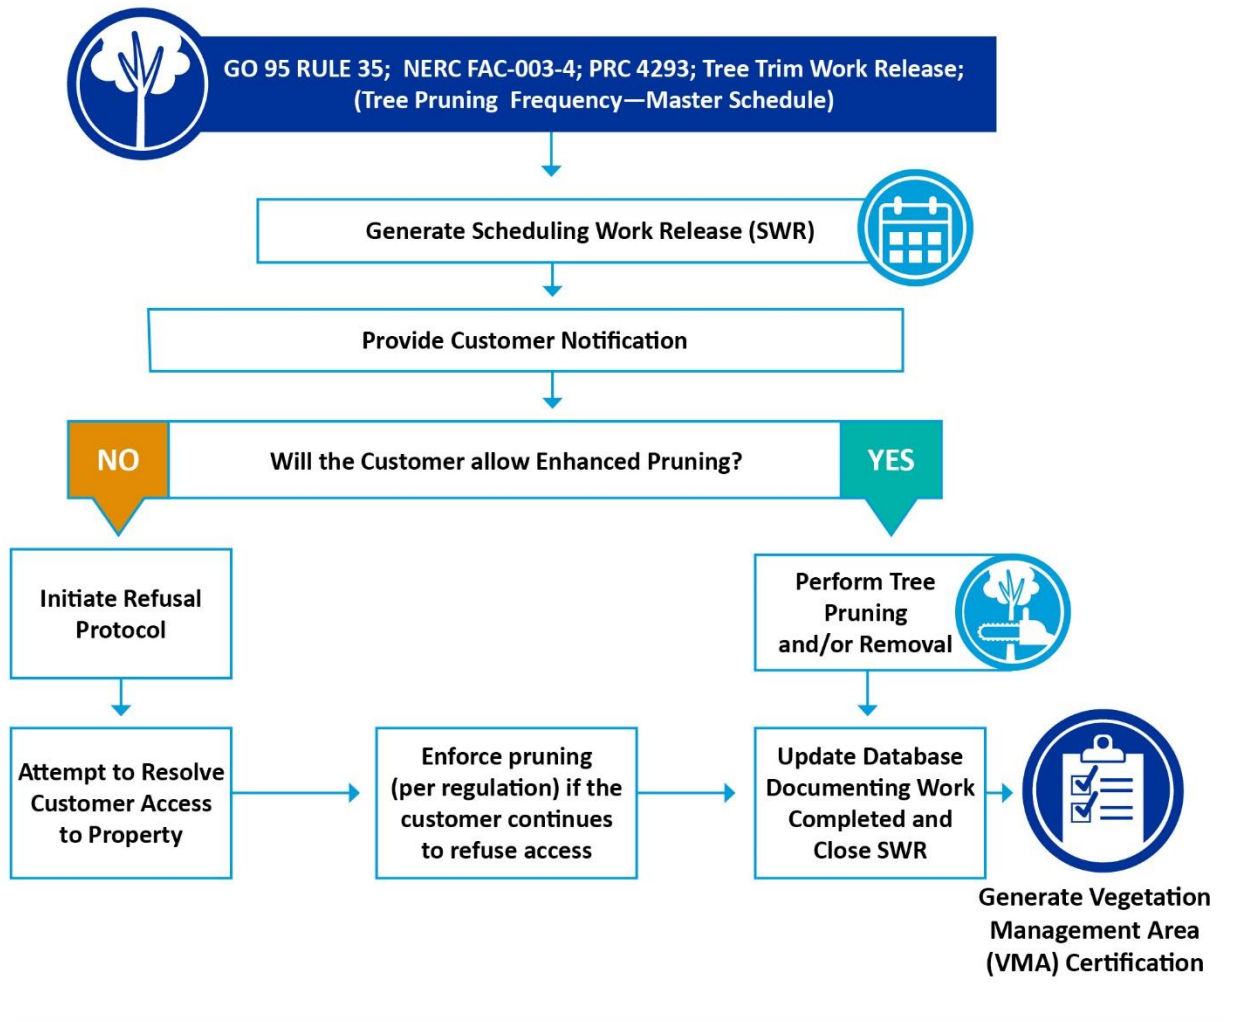 GO 95 RULE 35; NERC FAC-003-4; PRC 4293; Tree Trim Work Release;
(Tree Pruning Frequency—Master Schedule)
Generate Scheduling Work Release (SWR)
Provide Customer Notification
NO
Will the Customer allow Enhanced Pruning?
YES
Initiate Refusal
Protocol
Perform Tree
Pruning
and/or Removal
Attempt to Resolve
Customer Access
to Property
Enforce pruning
(per regulation) if the
customer continues
to refuse access
Update Database
Documenting Work
Completed and
Close SWR
Generate Vegetation
Management Area
(VMA) Certification